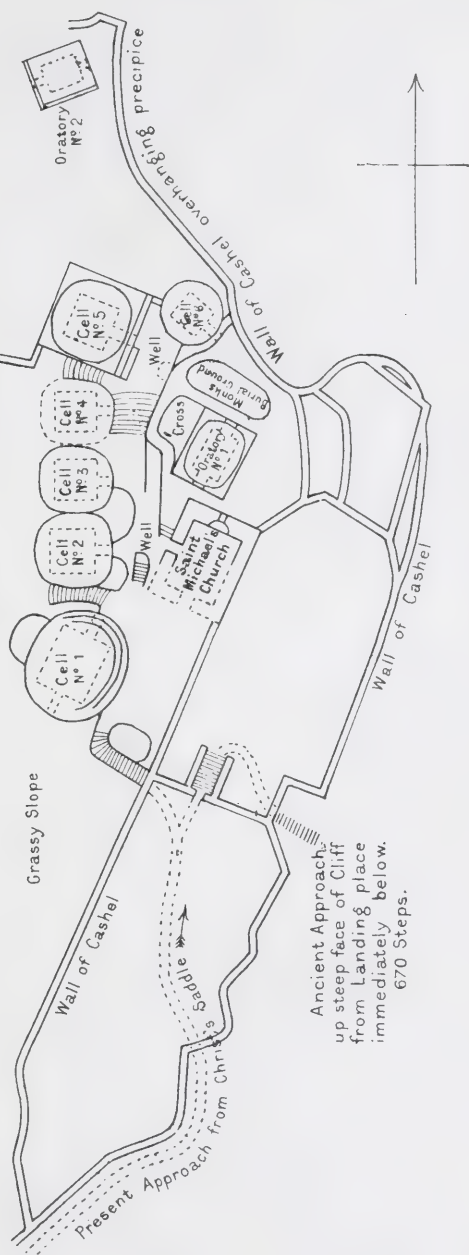 Oratory
Nº 2
Wall of Cashel overhanging precipice
Cell
Nº 5
Cell
Nº 6
Well
Cell
Nº 4
Monks
Burial Ground
Cross
Cell
Nº 3
Oratory
Nº 1
Cell
Nº 2
Well
Saint
Michael's
Church
Cell
Nº 1
Wall of Cashel
Grassy Slope
Wall of Cashel
Ancient Approach
up steep face of Cliff
from Landing place
immediately below.
670 Steps.
Present Approach from Christ's Saddle